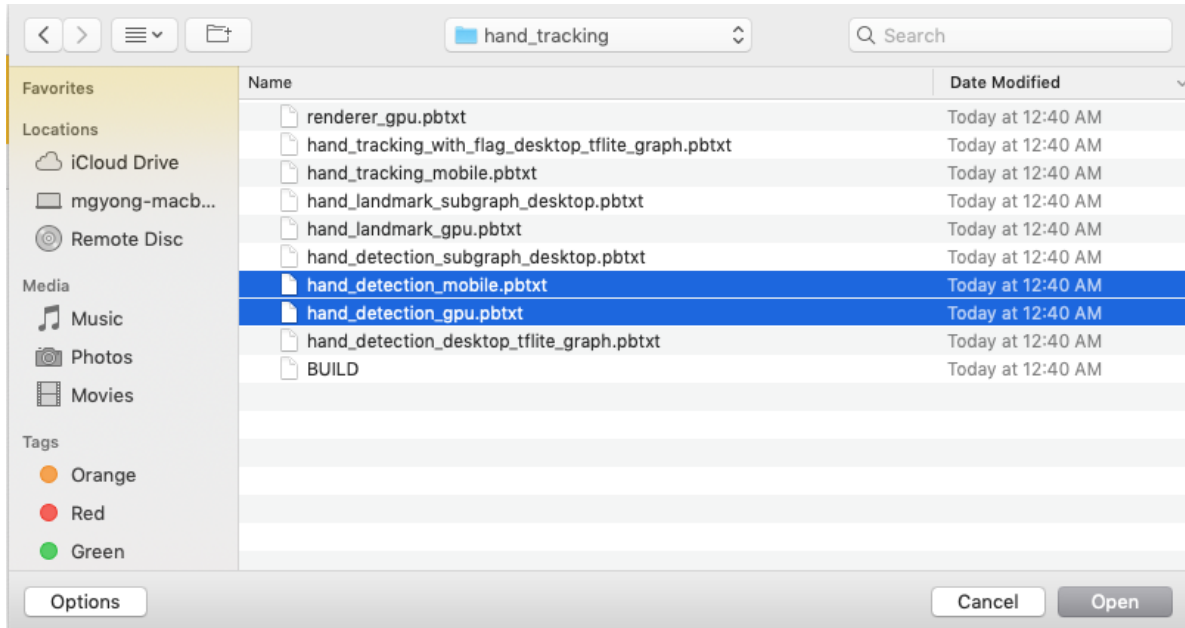 hand_tracking
Search
Favorites
Locations
iCloud Drive
mgyong-macb...
Remote Disc
Media
Music
Photos
Movies
Tags
Orange
Red
Green
Name Date Modified
renderer_gpu.pbtxt Today at 12:40 AM
hand_tracking_with_flag_desktop_tflite_graph.pbtxt Today at 12:40 AM
hand_tracking_mobile.pbtxt Today at 12:40 AM
hand_landmark_subgraph_desktop.pbtxt Today at 12:40 AM
hand_landmark_gpu.pbtxt Today at 12:40 AM
hand_detection_subgraph_desktop.pbtxt Today at 12:40 AM
hand_detection_mobile.pbtxt Today at 12:40 AM
hand_detection_gpu.pbtxt Today at 12:40 AM
hand_detection_desktop_tflite_graph.pbtxt Today at 12:40 AM
BUILD Today at 12:40 AM
Options
Cancel
Open